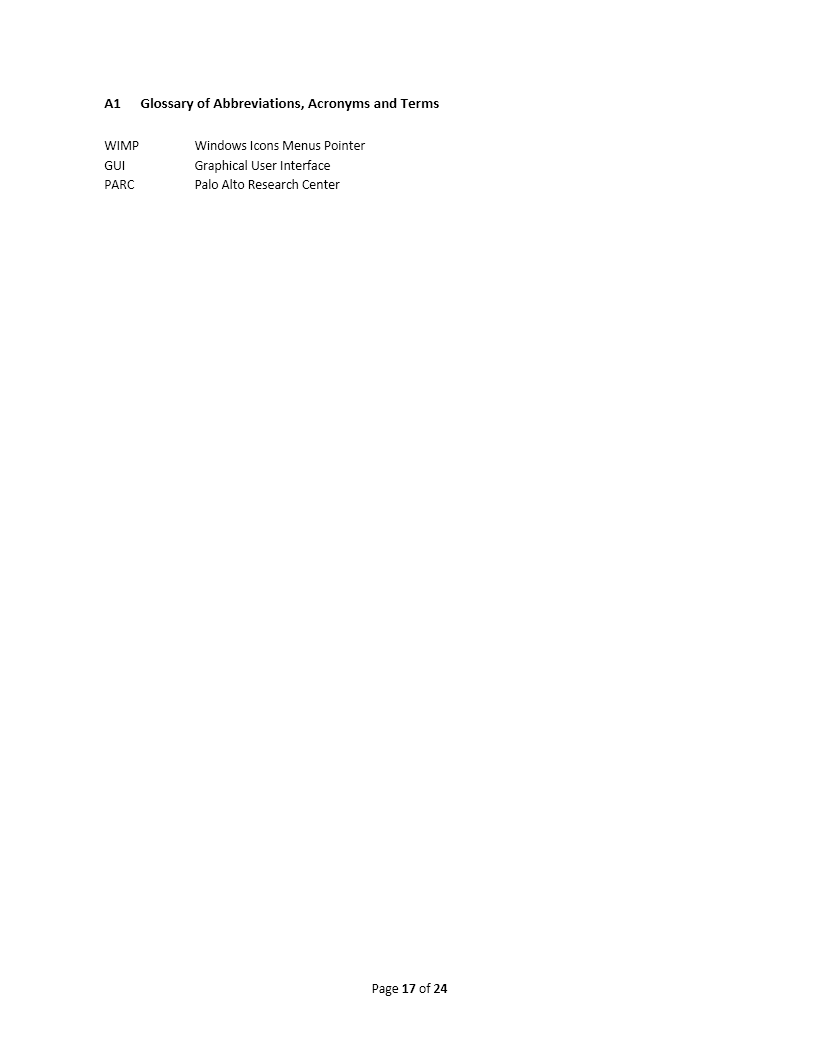 A1 Glossary of Abbreviations, Acronyms and Terms
WIMP Windows Icons Menus Pointer
GUI Graphical User Interface
PARC Palo Alto Research Center
Page 17 of 24